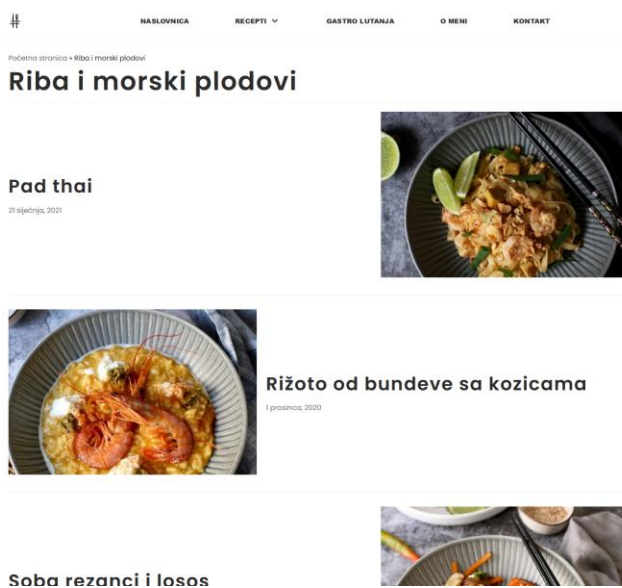 NASLOVNICA RECEPTI GASTRO LUTANJA O MENI KONTAKT
Početna stranica » Riba i morski plodovi
Riba i morski plodovi
Pad thai
21 siječnja, 2021
Rižoto od bundeve sa kozicama
1 prosinca, 2020
Soba rezanci i losos